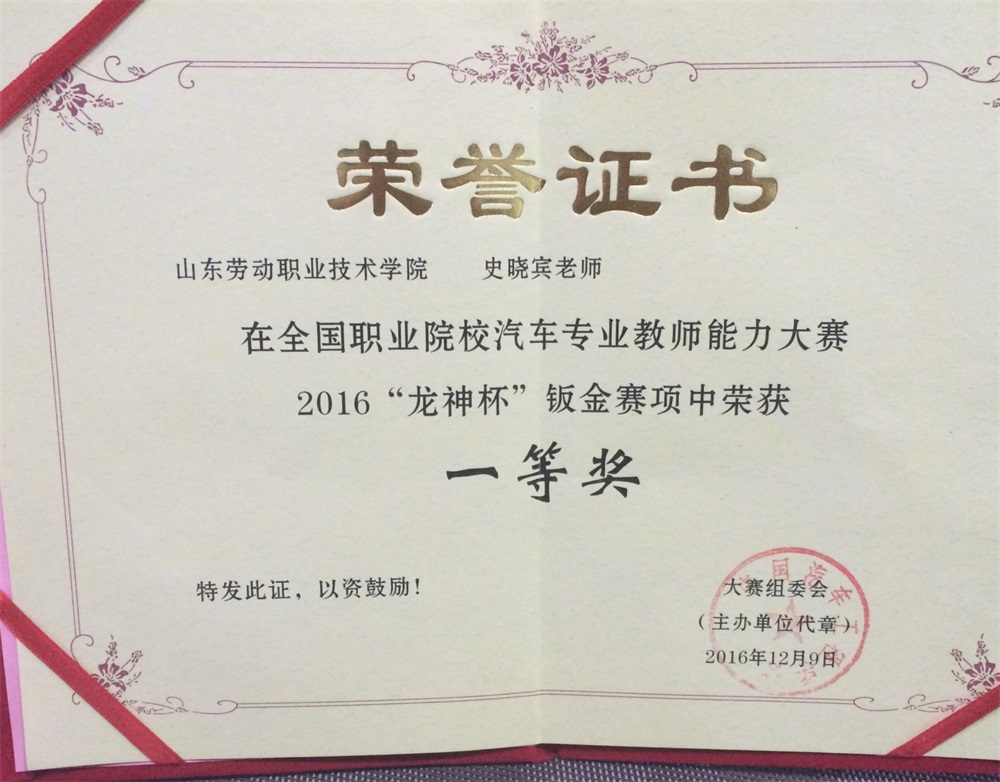 荣誉证书
山东劳动职业技术学院 史晓宾老师
在全国职业院校汽车专业教师能力大赛
2016“龙神杯”钣金赛项中荣获
一等奖
特发此证，以资鼓励！
大赛组委会
（主办单位代章）
2016年12月9日
国汽车工